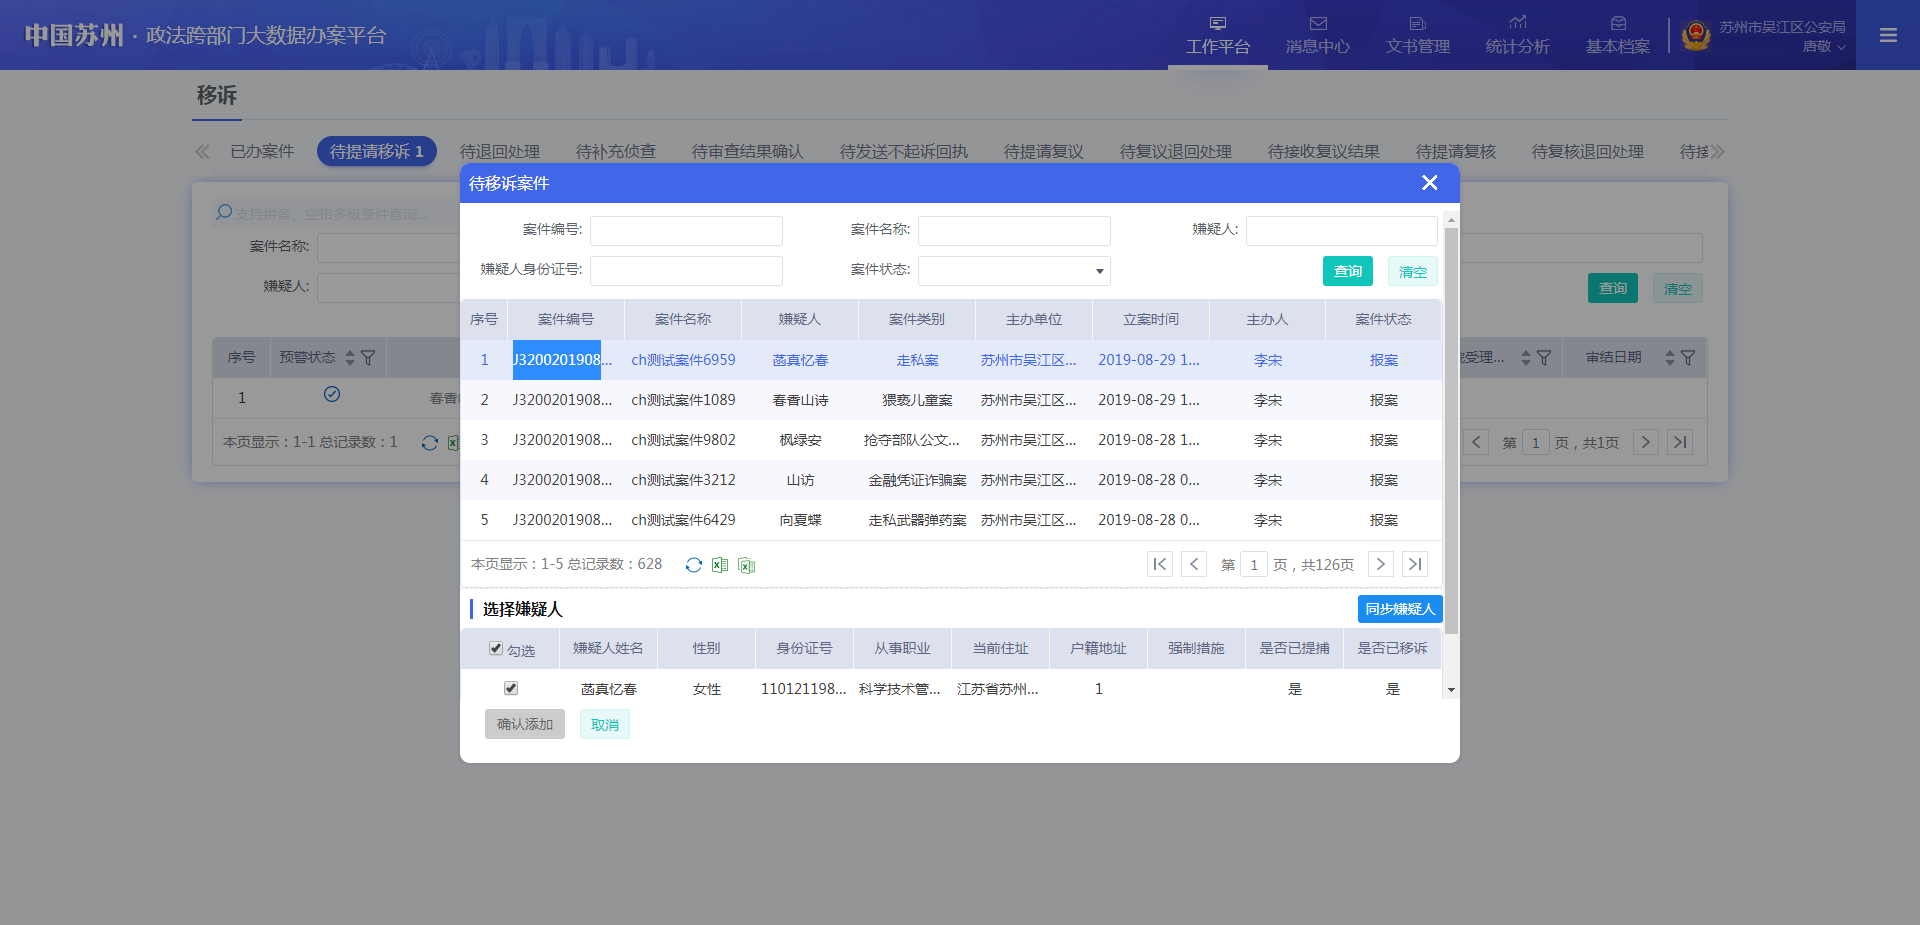 中国苏州 · 政法跨部门大数据办案平台
工作平台
消息中心
文书管理
统计分析
基本档案
苏州市吴江区公安局
唐敬
移诉
已办案件 待提请移诉 1 待退回处理 待补充侦查 待审查结果确认 待发送不起诉回执 待提请复议 待复议退回处理 待接收复议结果 待提请复核 待复核退回处理 待接
支持拼音、空格多级条件查询...
案件名称:
嫌疑人:
查询 清空
序号 预警状态 受理... 审结日期
1 春香
本页显示：1-1 总记录数：1
第 1 页，共1页
待移诉案件
案件编号: 案件名称: 嫌疑人:
嫌疑人身份证号: 案件状态: 查询 清空
序号 案件编号 案件名称 嫌疑人 案件类别 主办单位 立案时间 主办人 案件状态
1 J3200201908... ch测试案件6959 菡真忆春 走私案 苏州市吴江区... 2019-08-29 1... 李宋 报案
2 J3200201908... ch测试案件1089 春香山诗 猥亵儿童案 苏州市吴江区... 2019-08-29 1... 李宋 报案
3 J3200201908... ch测试案件9802 枫绿安 抢夺部队公文... 苏州市吴江区... 2019-08-28 1... 李宋 报案
4 J3200201908... ch测试案件3212 山访 金融凭证诈骗案 苏州市吴江区... 2019-08-28 0... 李宋 报案
5 J3200201908... ch测试案件6429 向夏蝶 走私武器弹药案 苏州市吴江区... 2019-08-28 0... 李宋 报案
本页显示：1-5 总记录数：628 第 1 页，共126页
选择嫌疑人 同步嫌疑人
勾选 嫌疑人姓名 性别 身份证号 从事职业 当前住址 户籍地址 强制措施 是否已提捕 是否已移诉
菡真忆春 女性 110121198... 科学技术管... 江苏省苏州... 1 是 是
确认添加 取消